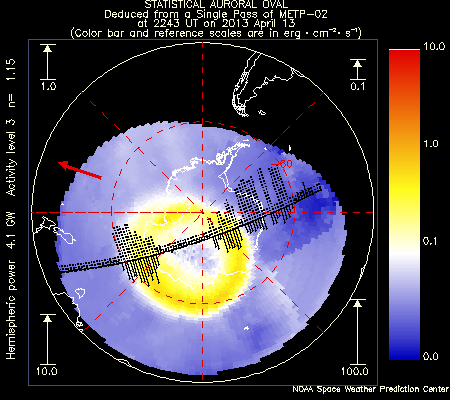 STATISTICAL AURORAL OVAL
Deduced from a Single Pass of METP-02
at 2243 UT on 2013 April 13
(Color bar and reference scales are in erg·cm⁻²·s⁻¹)
Hemispheric power 4.1 GW Activity level 3 n= 1.15
1.0
0.1
10.0
100.0
10.0
1.0
0.1
0.0
NOAA Space Weather Prediction Center